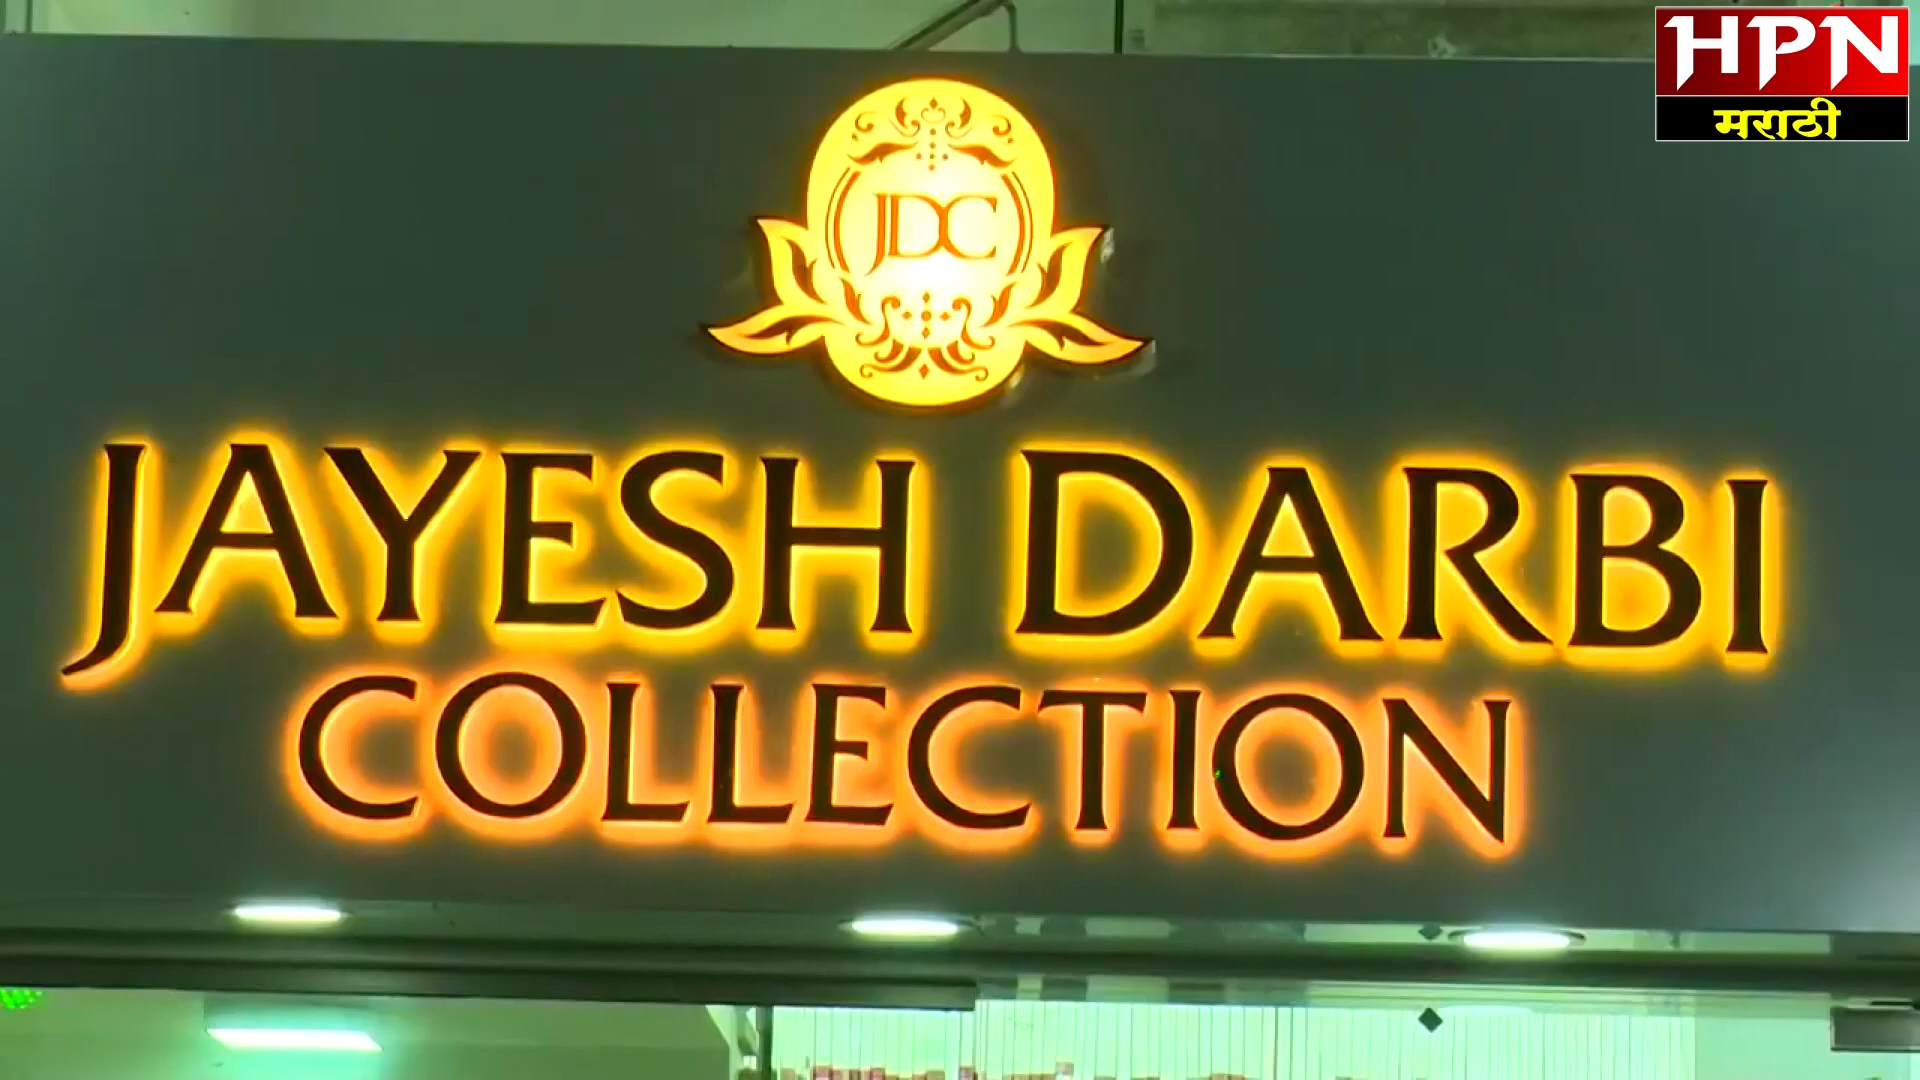 HPN
मराठी
JDC
JAYESH DARBI
COLLECTION